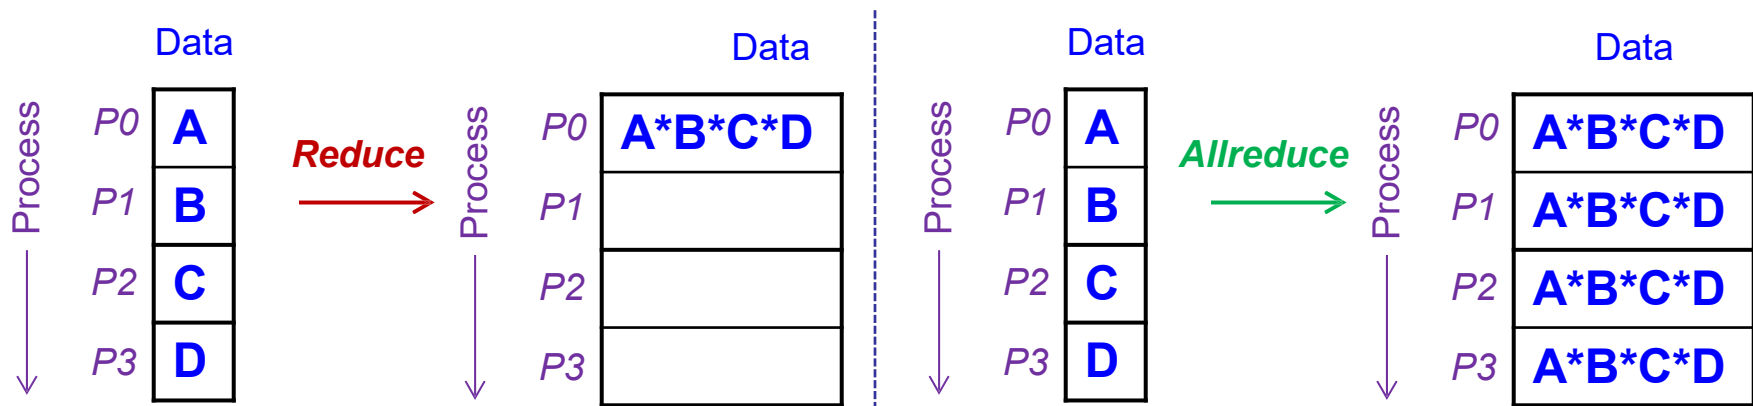 Data
Process
P0 A
P1 B
P2 C
P3 D
Reduce
Data
Process
P0 A*B*C*D
P1
P2
P3
Data
Process
P0 A
P1 B
P2 C
P3 D
Allreduce
Data
Process
P0 A*B*C*D
P1 A*B*C*D
P2 A*B*C*D
P3 A*B*C*D